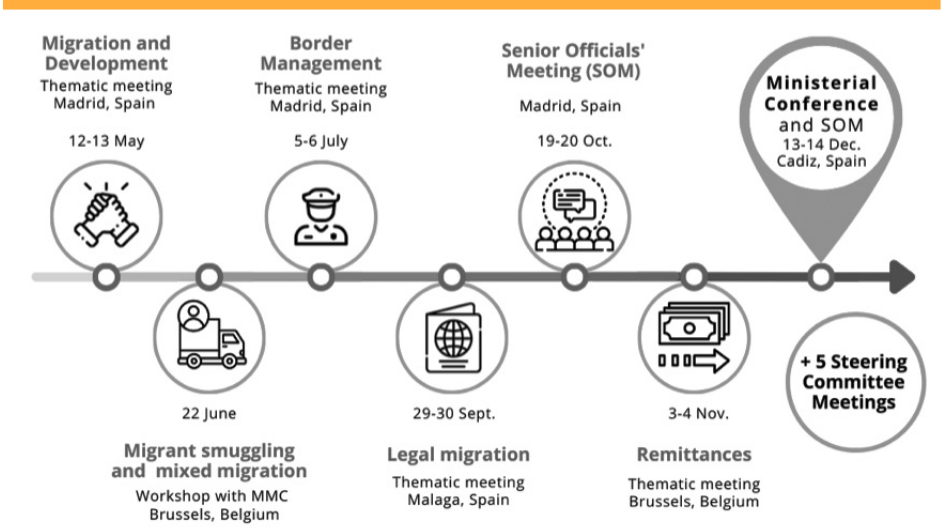 Migration and
Development
Thematic meeting
Madrid, Spain
12-13 May
Border
Management
Thematic meeting
Madrid, Spain
5-6 July
Senior Officials'
Meeting (SOM)
Madrid, Spain
19-20 Oct.
Ministerial
Conference
and SOM
13-14 Dec.
Cadiz, Spain
22 June
Migrant smuggling
and mixed migration
Workshop with MMC
Brussels, Belgium
29-30 Sept.
Legal migration
Thematic meeting
Malaga, Spain
3-4 Nov.
Remittances
Thematic meeting
Brussels, Belgium
+ 5 Steering
Committee
Meetings